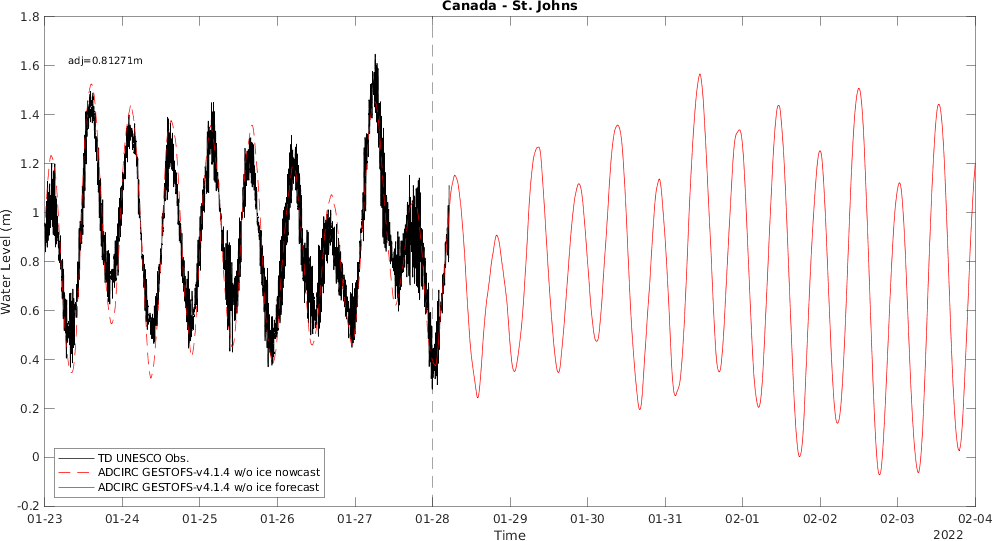 Canada - St. Johns
1.8
1.6
1.4
1.2
1
0.8
0.6
0.4
0.2
0
-0.2
Water Level (m)
adj=0.81271m
TD UNESCO Obs.
ADCIRC GESTOFS-v4.1.4 w/o ice nowcast
ADCIRC GESTOFS-v4.1.4 w/o ice forecast
01-23 01-24 01-25 01-26 01-27 01-28 01-29 01-30 01-31 02-01 02-02 02-03 02-04
Time
2022